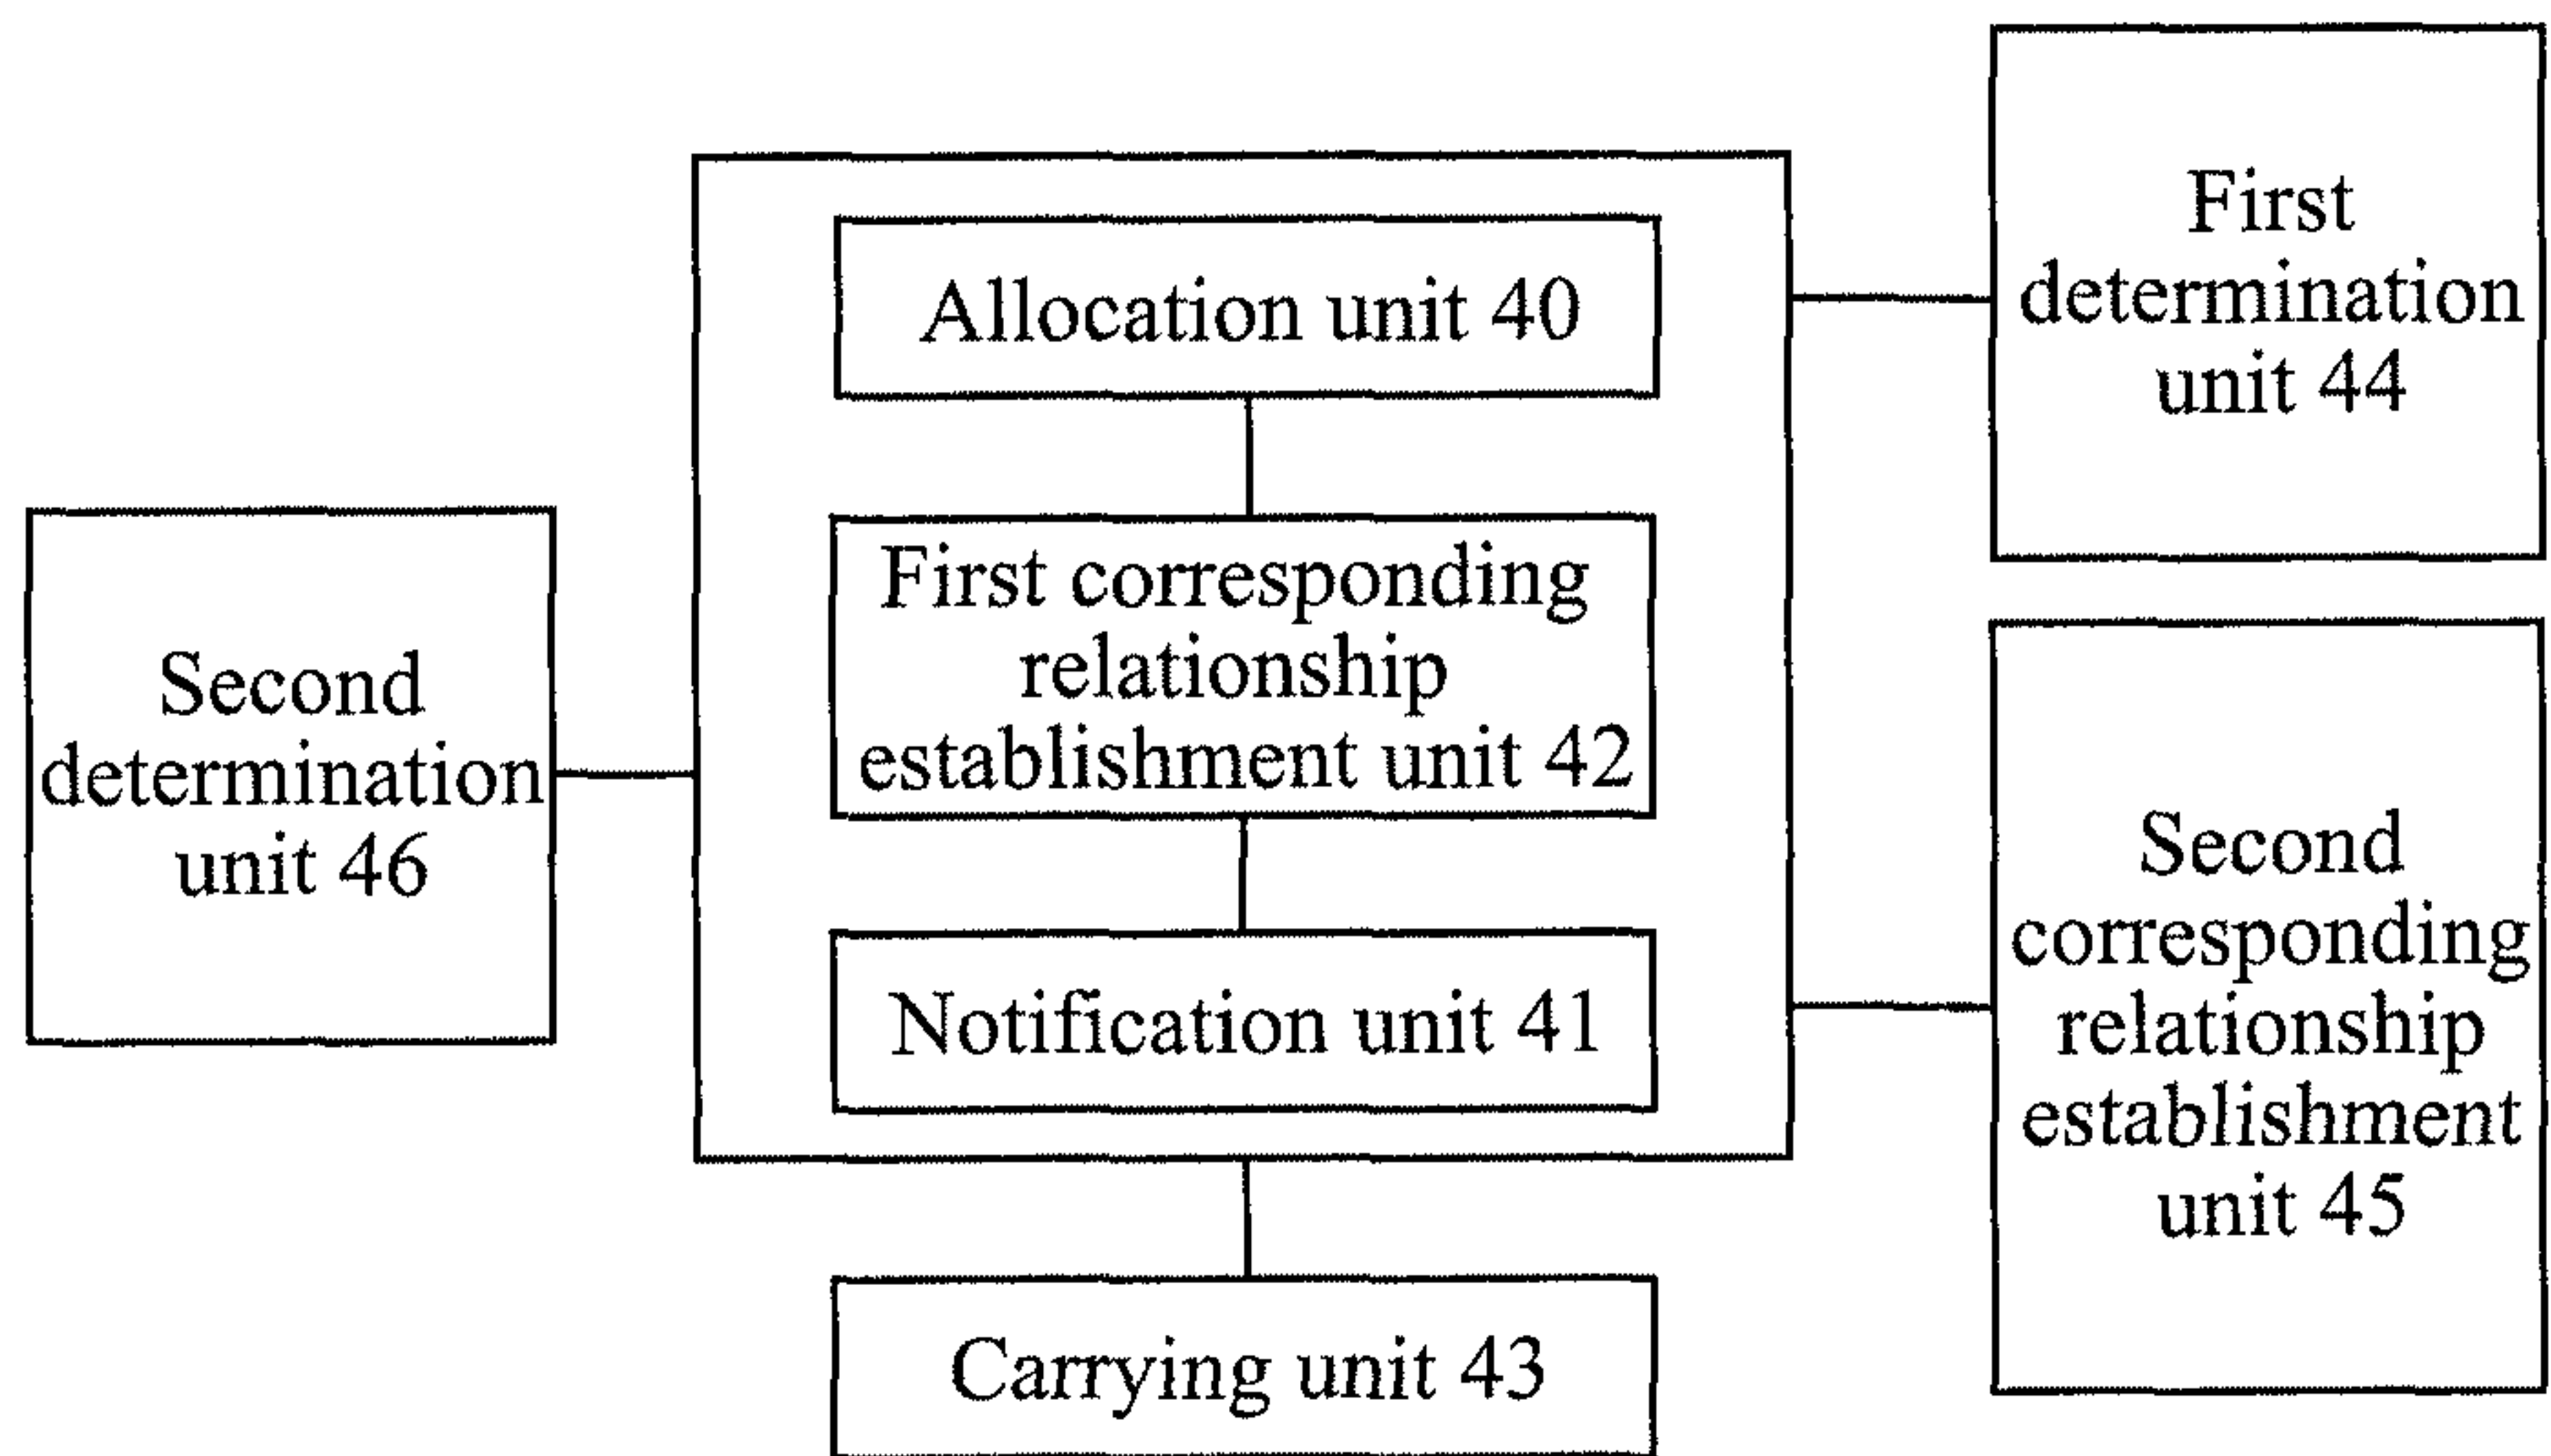 Allocation unit 40
First corresponding
relationship
establishment unit 42
Notification unit 41
Carrying unit 43
Second
determination
unit 46
First
determination
unit 44
Second
corresponding
relationship
establishment
unit 45